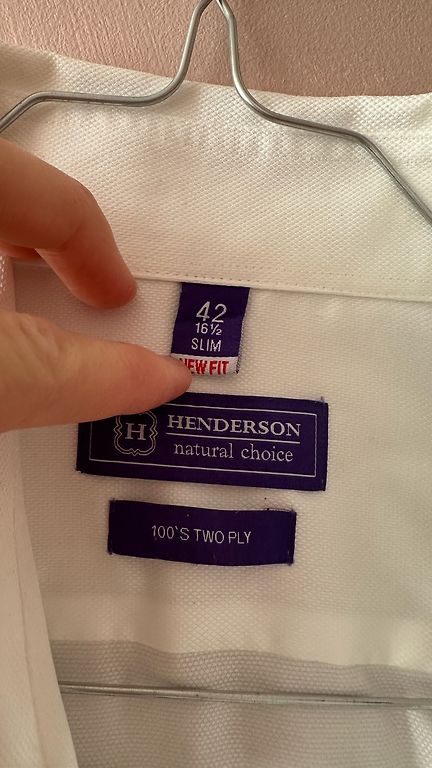 42
16½
SLIM
NEW FIT
H
HENDERSON
natural choice
100'S TWO PLY